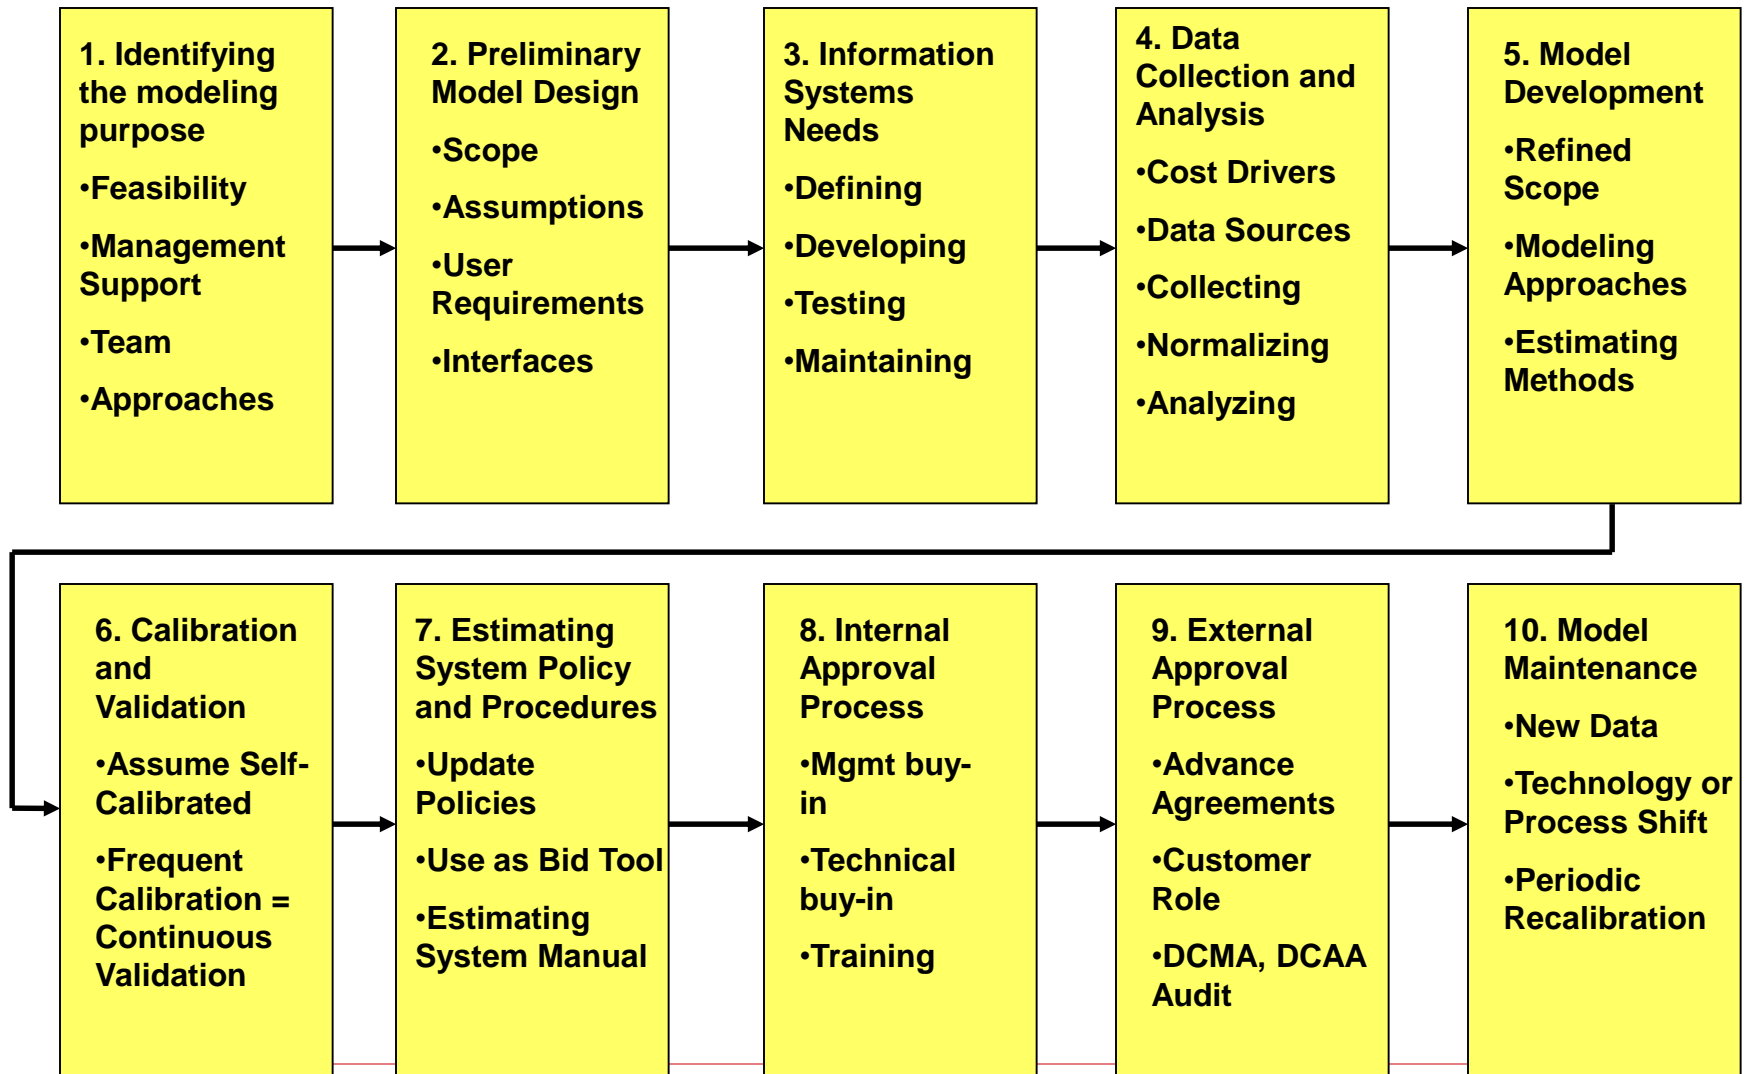 1. Identifying
the modeling
purpose
•Feasibility
•Management
Support
•Team
•Approaches
2. Preliminary
Model Design
•Scope
•Assumptions
•User
Requirements
•Interfaces
3. Information
Systems
Needs
•Defining
•Developing
•Testing
•Maintaining
4. Data
Collection and
Analysis
•Cost Drivers
•Data Sources
•Collecting
•Normalizing
•Analyzing
5. Model
Development
•Refined
Scope
•Modeling
Approaches
•Estimating
Methods
6. Calibration
and
Validation
•Assume Self-
Calibrated
•Frequent
Calibration =
Continuous
Validation
7. Estimating
System Policy
and Procedures
•Update
Policies
•Use as Bid Tool
•Estimating
System Manual
8. Internal
Approval
Process
•Mgmt buy-
in
•Technical
buy-in
•Training
9. External
Approval
Process
•Advance
Agreements
•Customer
Role
•DCMA, DCAA
Audit
10. Model
Maintenance
•New Data
•Technology or
Process Shift
•Periodic
Recalibration